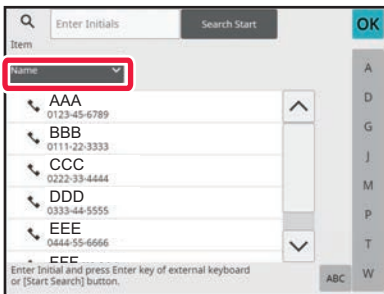 Enter Initials
Search Start
OK
Item
Name
AAA
0123-45-6789
BBB
0111-22-3333
CCC
0222-33-4444
DDD
0333-44-5555
EEE
0444-55-6666
Enter Initial and press Enter key of external keyboard
or [Start Search] button.
ABC
A
D
G
J
M
P
T
W